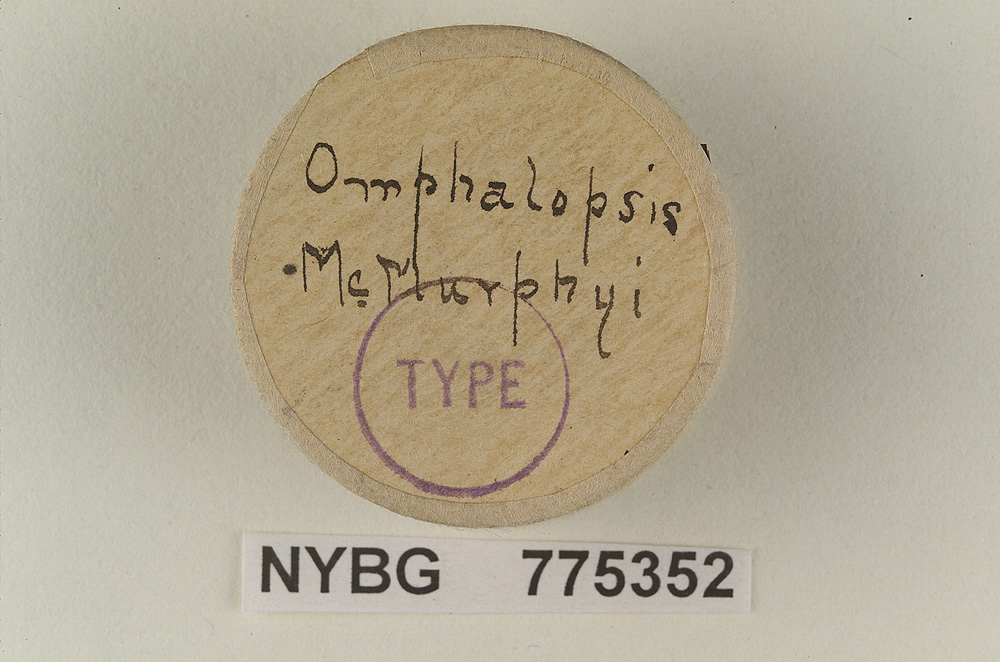 Omphalopsis
McMurphyi
TYPE
NYBG 775352